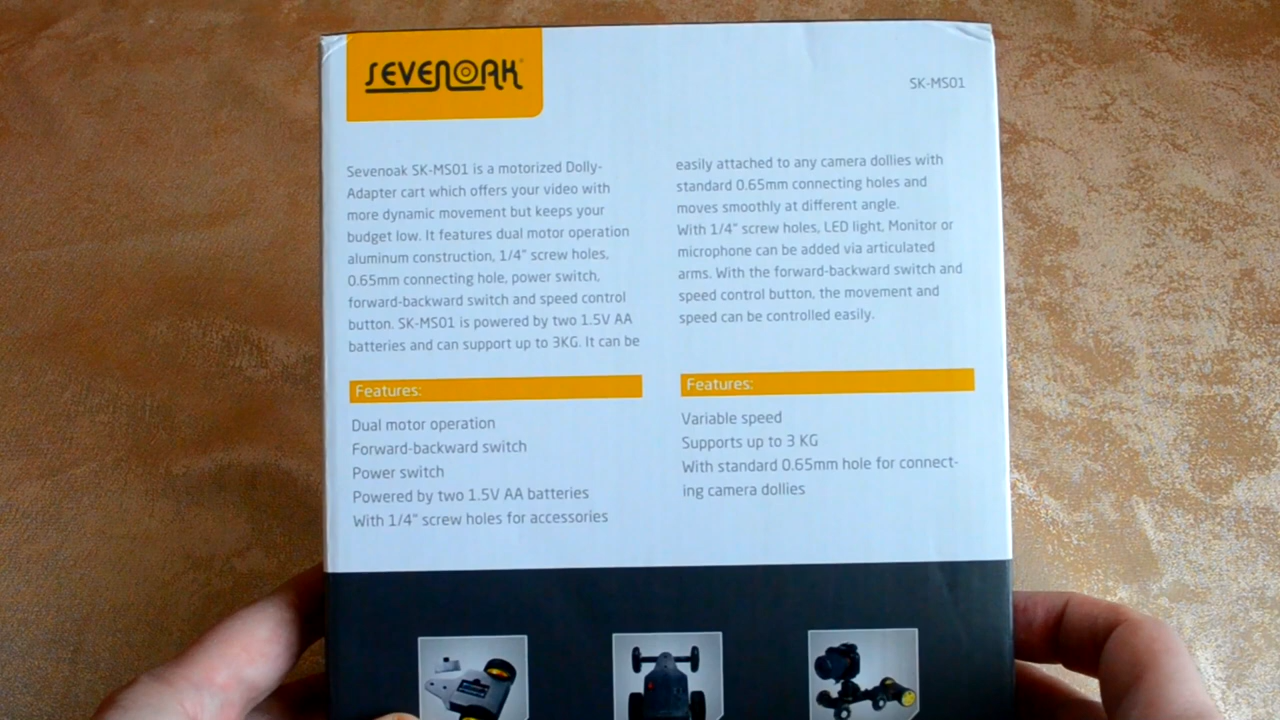 SEVENOAK
SK-MS01
Sevenoak SK-MS01 is a motorized Dolly-
Adapter cart which offers your video with
more dynamic movement but keeps your
budget low. It features dual motor operation
aluminum construction, 1/4" screw holes,
0.65mm connecting hole, power switch,
forward-backward switch and speed control
button. SK-MS01 is powered by two 1.5V AA
batteries and can support up to 3KG. It can be
easily attached to any camera dollies with
standard 0.65mm connecting holes and
moves smoothly at different angle.
With 1/4" screw holes, LED light, Monitor or
microphone can be added via articulated
arms. With the forward-backward switch and
speed control button, the movement and
speed can be controlled easily.
Features:
Dual motor operation
Forward-backward switch
Power switch
Powered by two 1.5V AA batteries
With 1/4" screw holes for accessories
Features:
Variable speed
Supports up to 3 KG
With standard 0.65mm hole for connect-
ing camera dollies